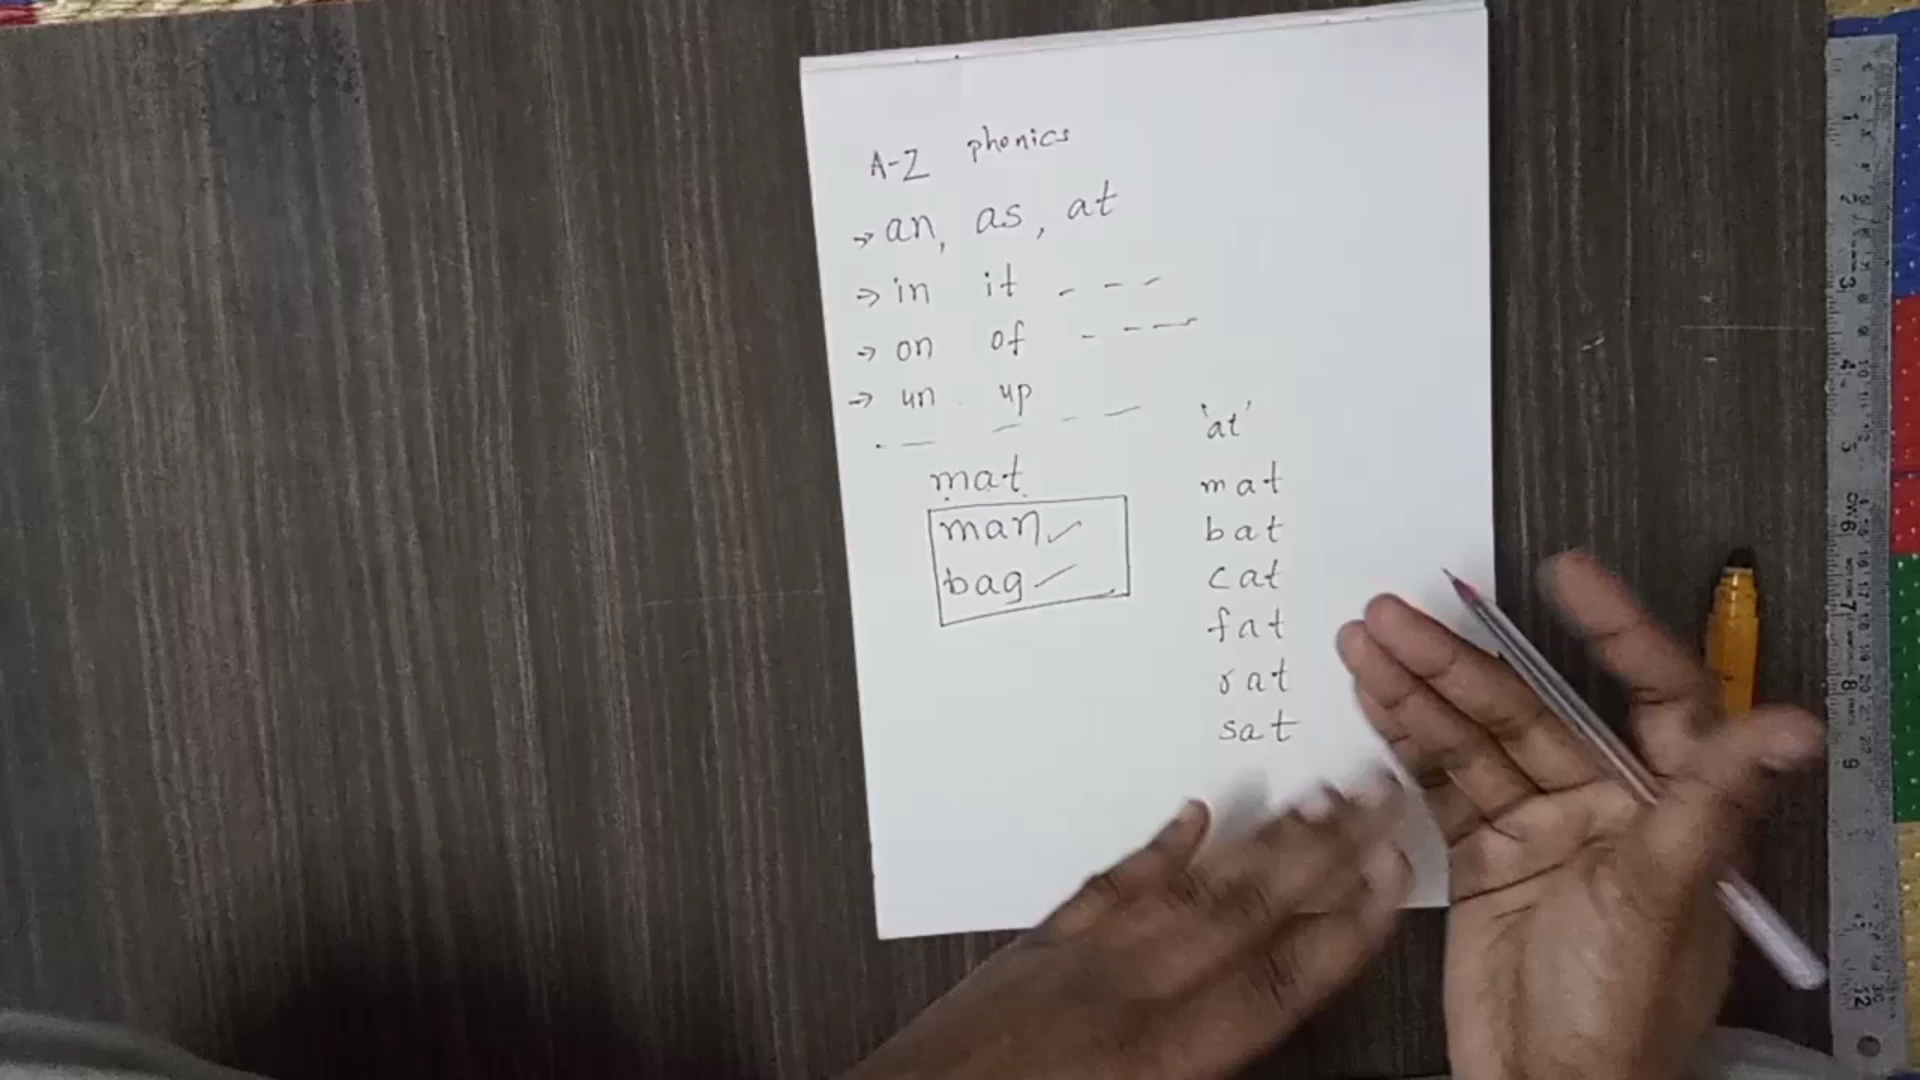 A-Z phonics
→ an, as, at
→ in it - - -
→ on of - - -
→ un up
. - - - -
mat
man ✓
bag ✓
'at'
mat
bat
cat
fat
rat
sat